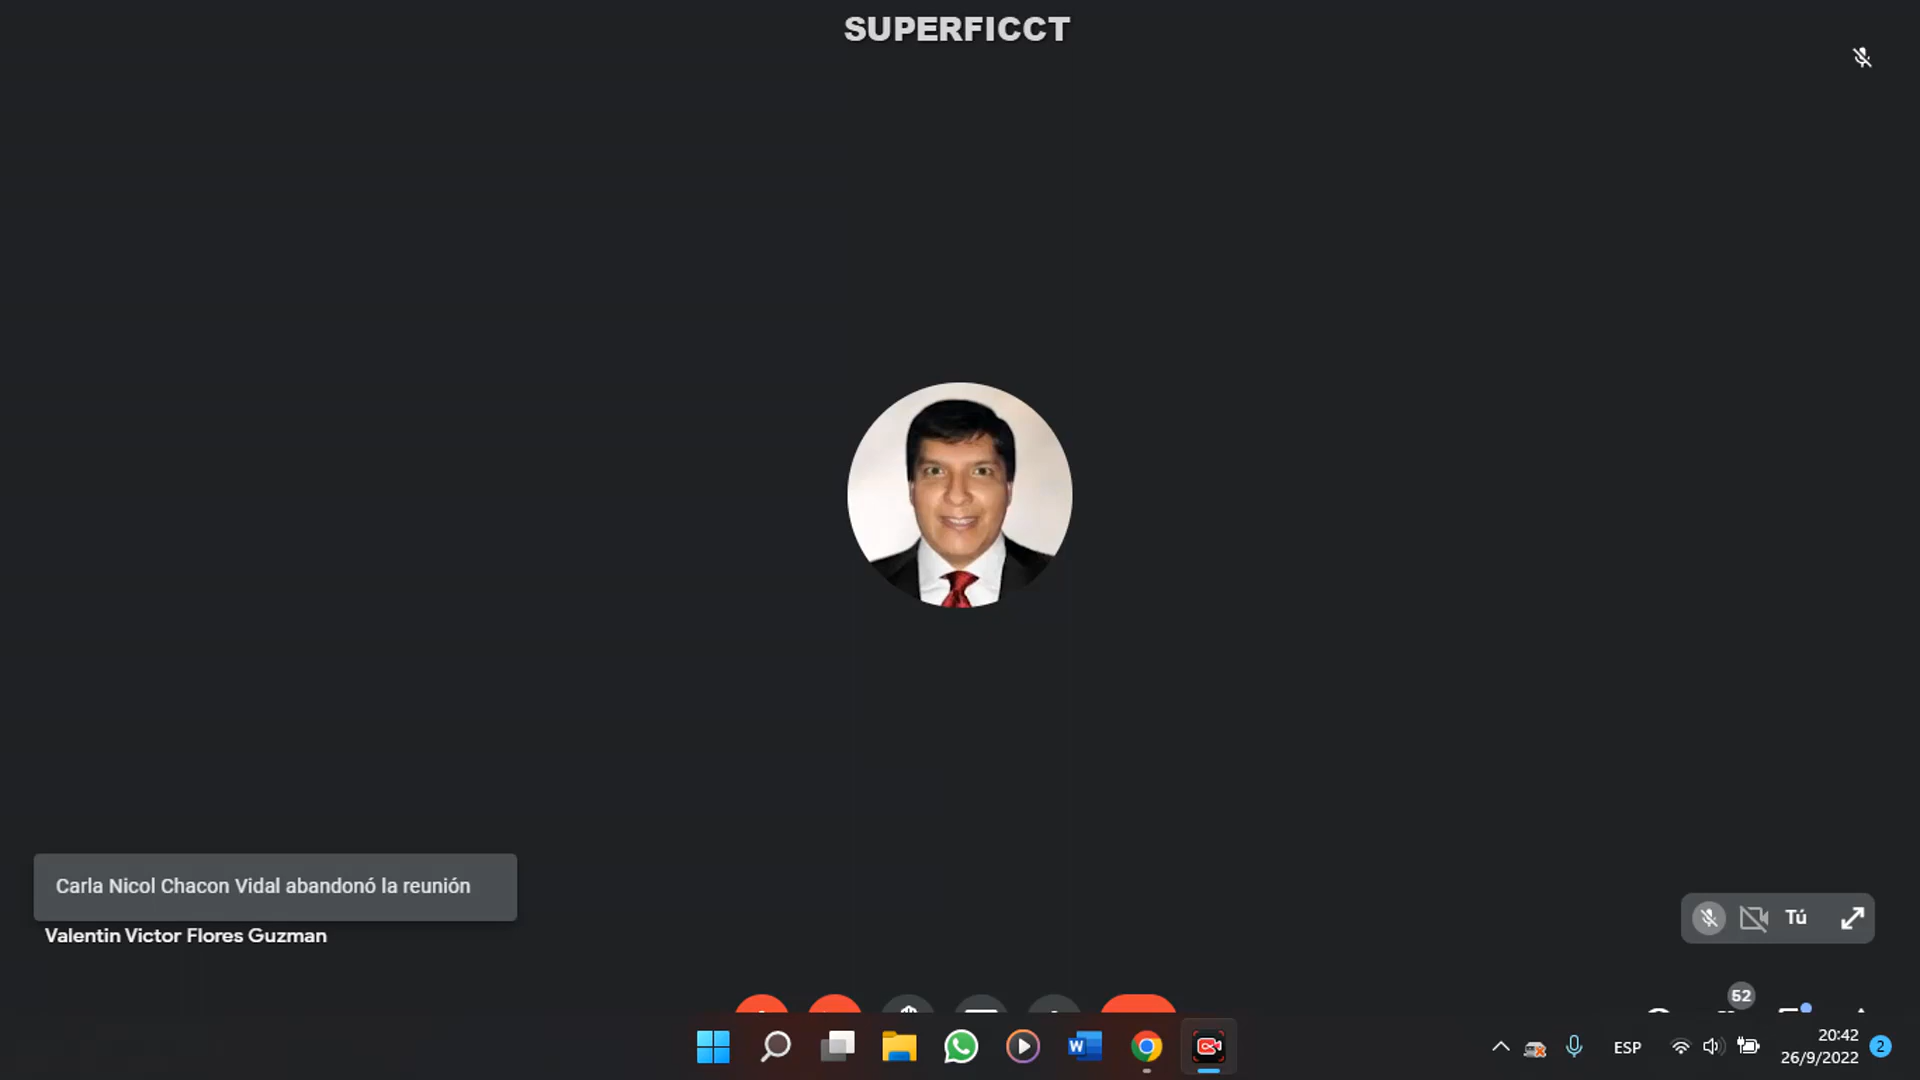 SUPERFICCT
Carla Nicol Chacon Vidal abandonó la reunión
Valentin Victor Flores Guzman
Tú
52
W
ESP
20:42
26/9/2022
2